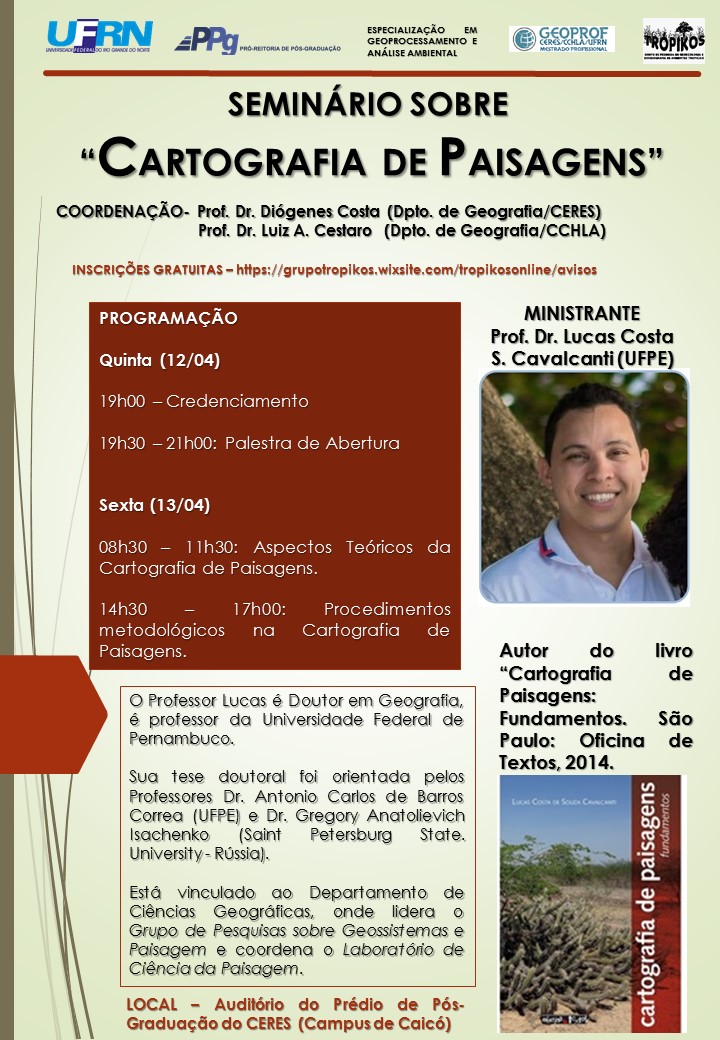 UFRN
UNIVERSIDADE FEDERAL DO RIO GRANDE DO NORTE
PPg
PRÓ-REITORIA DE PÓS-GRADUAÇÃO
ESPECIALIZAÇÃO EM
GEOPROCESSAMENTO E
ANÁLISE AMBIENTAL
GEOPROF
CERES/CCHLA/UFRN
MESTRADO PROFISSIONAL
TRÓPIKOS
SEMINÁRIO SOBRE
“CARTOGRAFIA DE PAISAGENS”
COORDENAÇÃO- Prof. Dr. Diógenes Costa (Dpto. de Geografia/CERES)
Prof. Dr. Luiz A. Cestaro (Dpto. de Geografia/CCHLA)
INSCRIÇÕES GRATUITAS – https://grupotropikos.wixsite.com/tropikosonline/avisos
PROGRAMAÇÃO
Quinta (12/04)
19h00 – Credenciamento
19h30 – 21h00: Palestra de Abertura
Sexta (13/04)
08h30 – 11h30: Aspectos Teóricos da
Cartografia de Paisagens.
14h30 – 17h00: Procedimentos
metodológicos na Cartografia de
Paisagens.
MINISTRANTE
Prof. Dr. Lucas Costa
S. Cavalcanti (UFPE)
Autor do livro
“Cartografia de
Paisagens:
Fundamentos. São
Paulo: Oficina de
Textos, 2014.
LUCAS COSTA DE SOUZA CAVALCANTI
cartografia de paisagens
fundamentos
O Professor Lucas é Doutor em Geografia,
é professor da Universidade Federal de
Pernambuco.
Sua tese doutoral foi orientada pelos
Professores Dr. Antonio Carlos de Barros
Correa (UFPE) e Dr. Gregory Anatolievich
Isachenko (Saint Petersburg State.
University - Rússia).
Está vinculado ao Departamento de
Ciências Geográficas, onde lidera o
Grupo de Pesquisas sobre Geossistemas e
Paisagem e coordena o Laboratório de
Ciência da Paisagem.
LOCAL – Auditório do Prédio de Pós-
Graduação do CERES (Campus de Caicó)